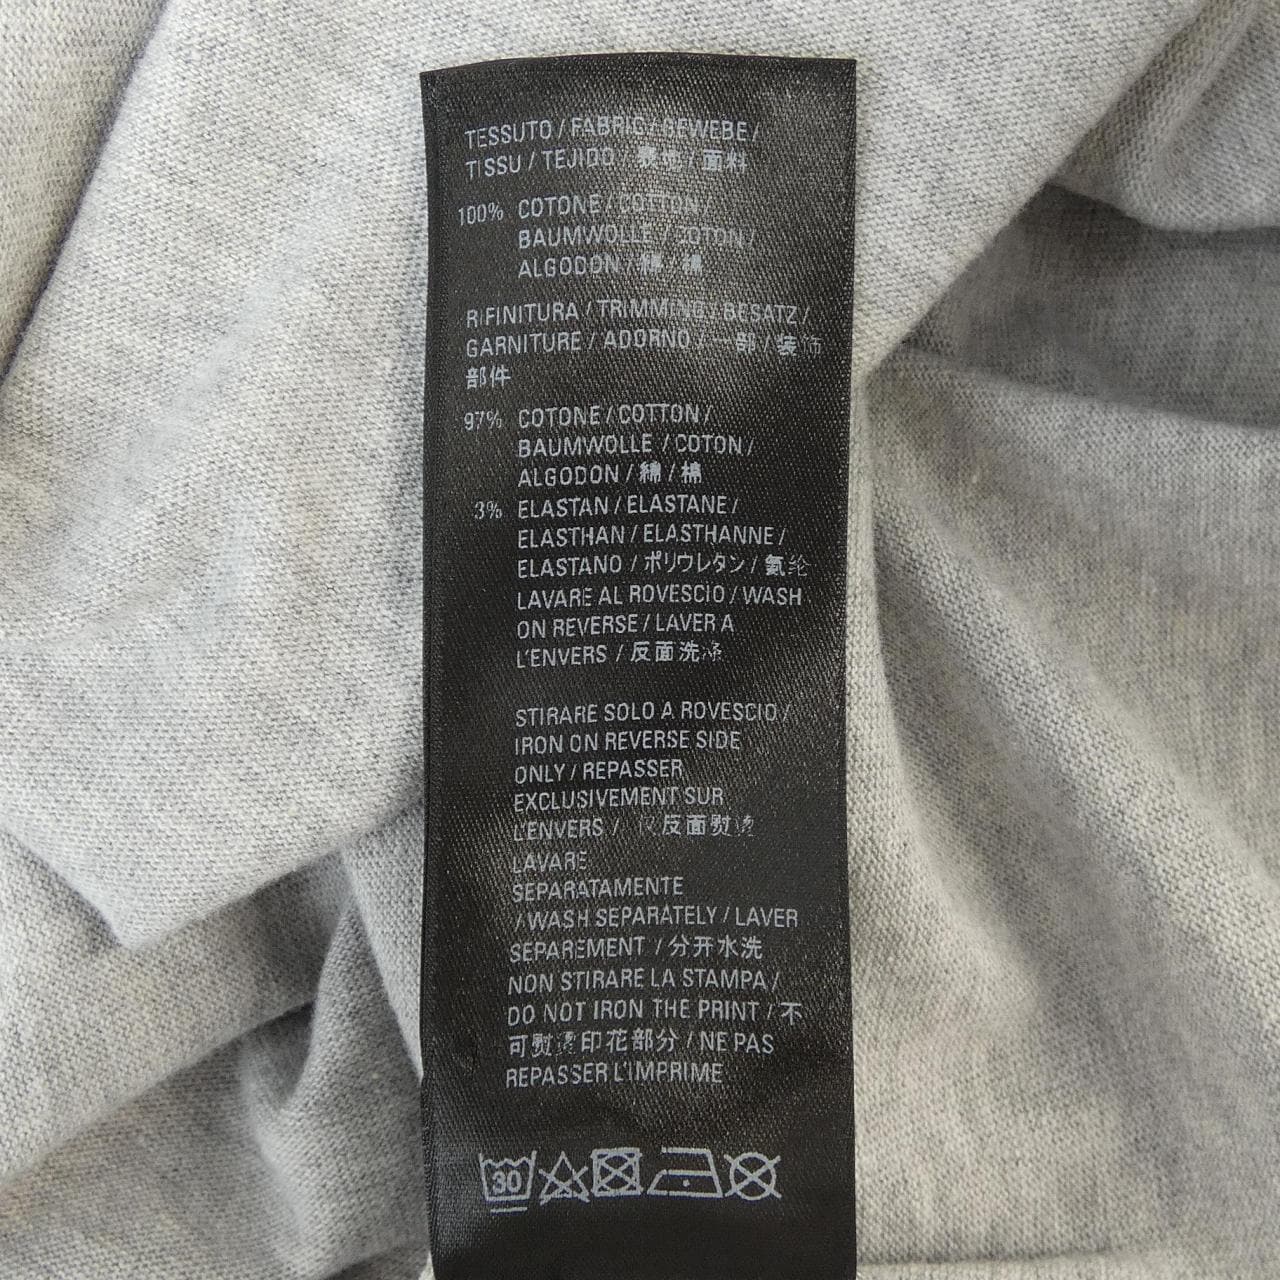 TESSUTO / FABRIC / GEWEBE /
TISSU / TEJIDO / 表地 / 面料
100% COTONE / COTTON /
BAUMWOLLE / COTON /
ALGODON / 綿 / 棉
RIFINITURA / TRIMMING / BESATZ /
GARNITURE / ADORNO / 一部 / 装饰
部件
97% COTONE / COTTON /
BAUMWOLLE / COTON /
ALGODON / 綿 / 棉
3% ELASTAN / ELASTANE /
ELASTHAN / ELASTHANNE /
ELASTANO / ポリウレタン / 氨纶
LAVARE AL ROVESCIO / WASH
ON REVERSE / LAVER A
L'ENVERS / 反面洗涤
STIRARE SOLO A ROVESCIO /
IRON ON REVERSE SIDE
ONLY / REPASSER
EXCLUSIVEMENT SUR
L'ENVERS / 仅反面熨烫
LAVARE
SEPARATAMENTE
/ WASH SEPARATELY / LAVER
SEPAREMENT / 分开水洗
NON STIRARE LA STAMPA /
DO NOT IRON THE PRINT / 不
可熨烫印花部分 / NE PAS
REPASSER L'IMPRIME
30